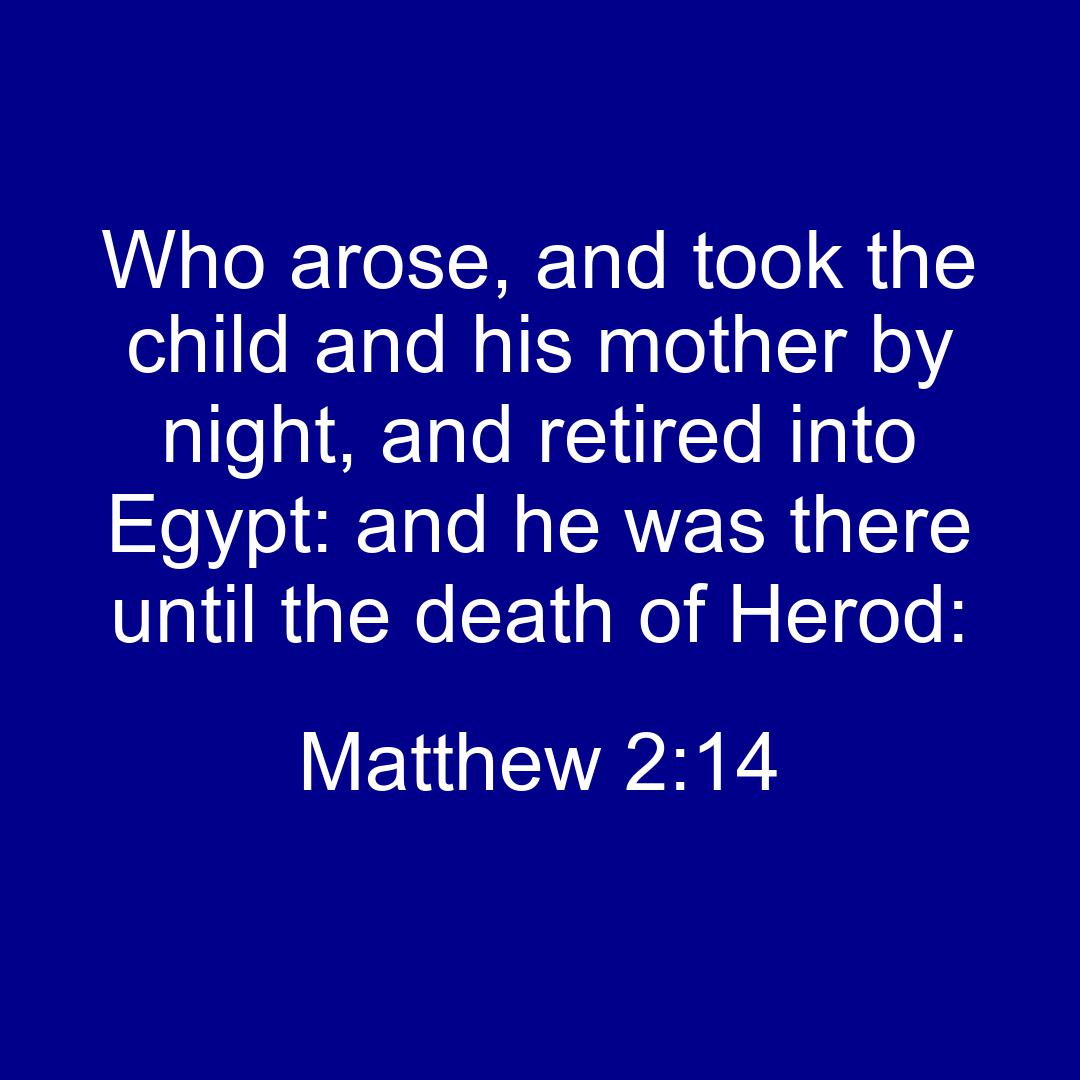 Who arose, and took the
child and his mother by
night, and retired into
Egypt: and he was there
until the death of Herod:
Matthew 2:14